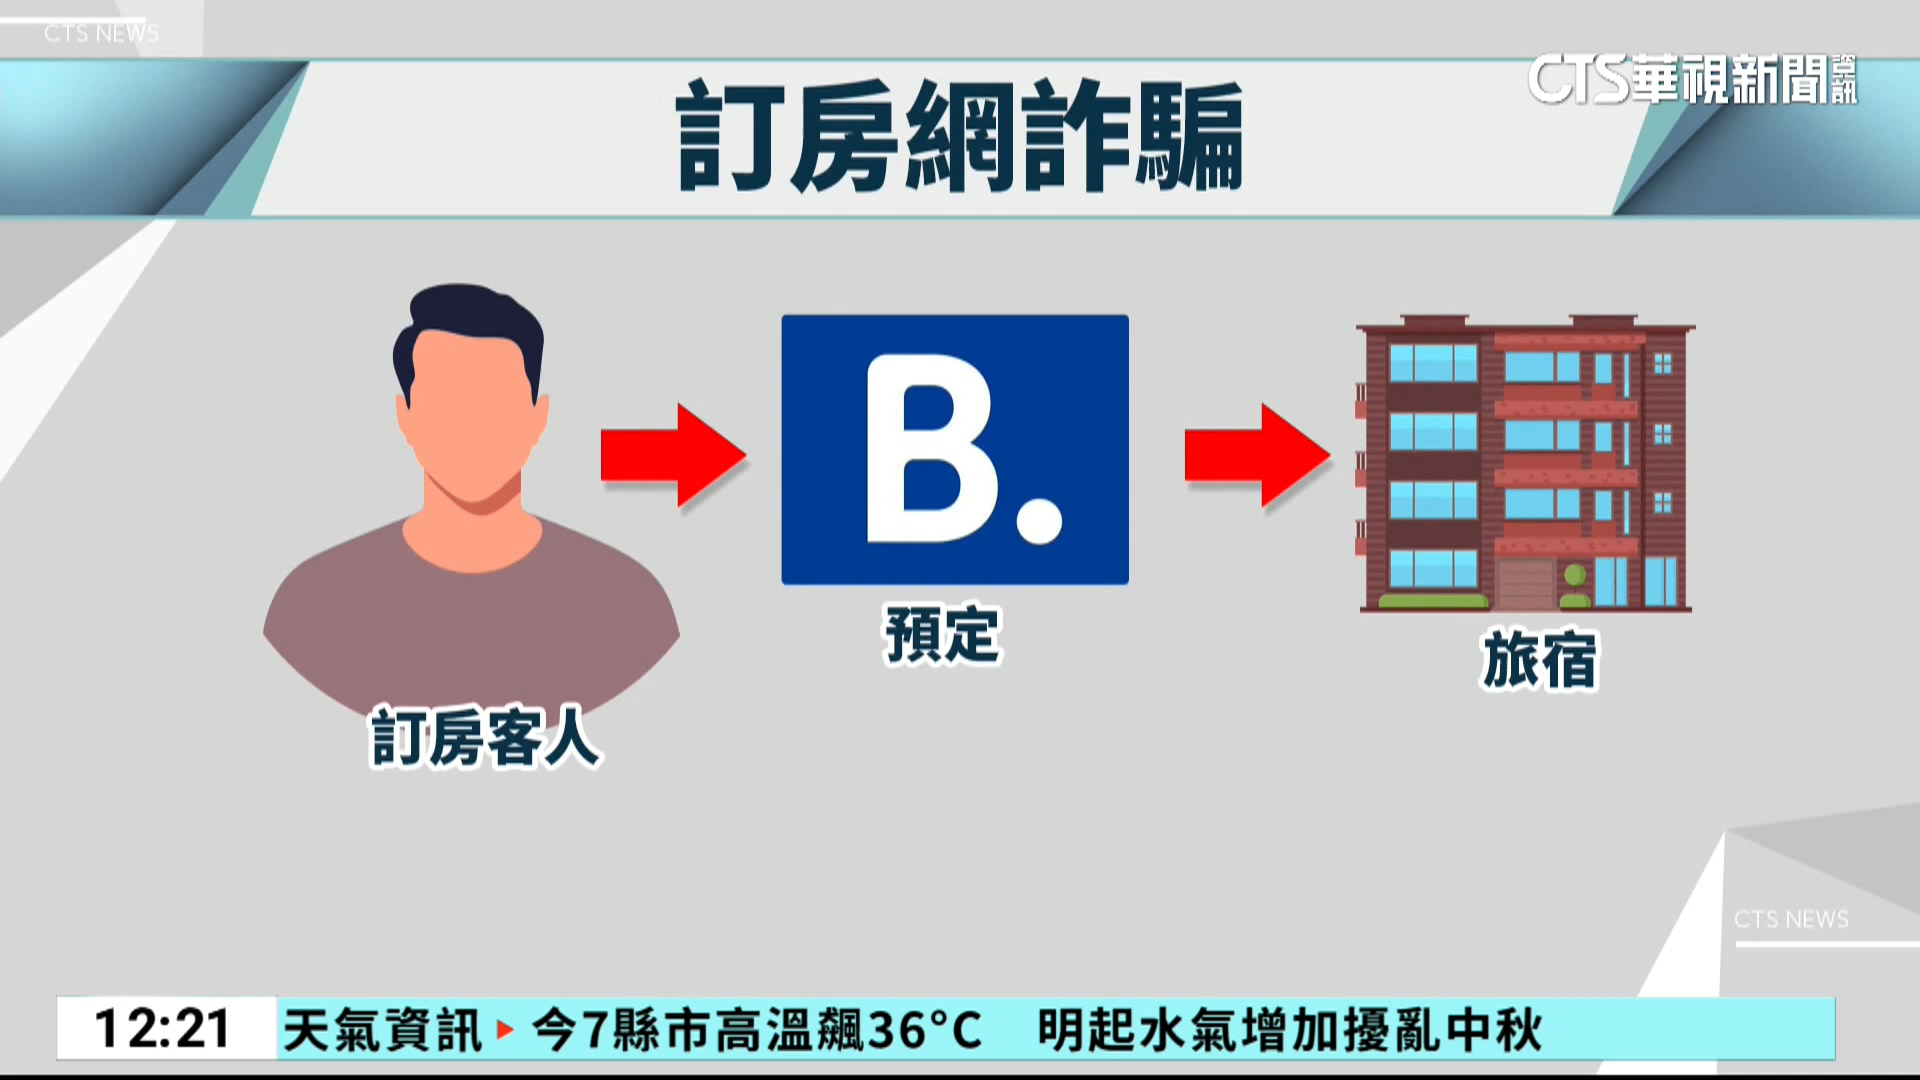 CTS NEWS
CTS華視新聞資訊
訂房網詐騙
B.
預定
旅宿
訂房客人
CTS NEWS
12:21 天氣資訊 今7縣市高溫飆36°C 明起水氣增加擾亂中秋